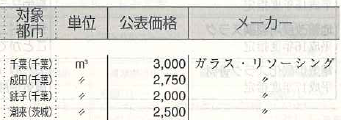 対象都市 単位 公表価格 メーカー
千葉(千葉) m³ 3,000 ガラス・リソーシング
成田(千葉) 〃 2,750 〃
銚子(千葉) 〃 2,000 〃
潮来(茨城) 〃 2,500 〃